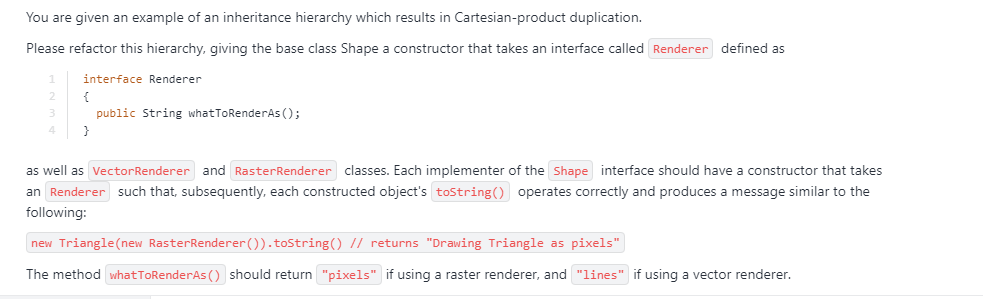 You are given an example of an inheritance hierarchy which results in Cartesian-product duplication.
Please refactor this hierarchy, giving the base class Shape a constructor that takes an interface called Renderer defined as
1 interface Renderer
2 {
3 public String whatToRenderAs();
4 }
as well as VectorRenderer and RasterRenderer classes. Each implementer of the Shape interface should have a constructor that takes
an Renderer such that, subsequently, each constructed object's toString() operates correctly and produces a message similar to the
following:
new Triangle(new RasterRenderer()).toString() // returns "Drawing Triangle as pixels"
The method whatToRenderAs() should return "pixels" if using a raster renderer, and "lines" if using a vector renderer.